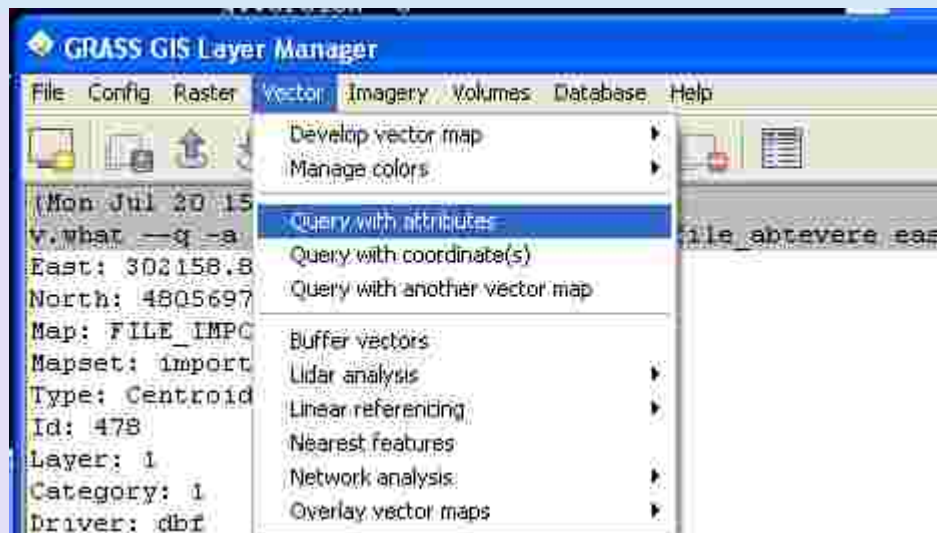 GRASS GIS Layer Manager
File Config Raster Vector Imagery Volumes Database Help
Develop vector map
Manage colors
Query with attributes
Query with coordinate(s)
Query with another vector map
Buffer vectors
Lidar analysis
Linear referencing
Nearest features
Network analysis
Overlay vector maps
(Mon Jul 20 15
v.what --q -a file_abtevere eas
East: 302158.8
North: 4805697
Map: FILE_IMPO
Mapset: import
Type: Centroid
Id: 478
Layer: 1
Category: 1
Driver: dbf